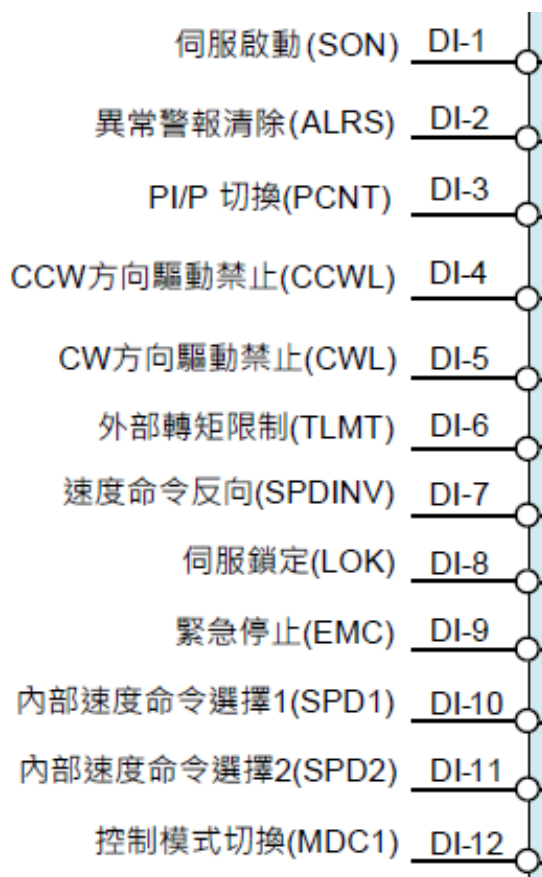 伺服啟動(SON) DI-1
異常警報清除(ALRS) DI-2
PI/P 切換(PCNT) DI-3
CCW方向驅動禁止(CCWL) DI-4
CW方向驅動禁止(CWL) DI-5
外部轉矩限制(TLMT) DI-6
速度命令反向(SPDINV) DI-7
伺服鎖定(LOK) DI-8
緊急停止(EMC) DI-9
內部速度命令選擇1(SPD1) DI-10
內部速度命令選擇2(SPD2) DI-11
控制模式切換(MDC1) DI-12